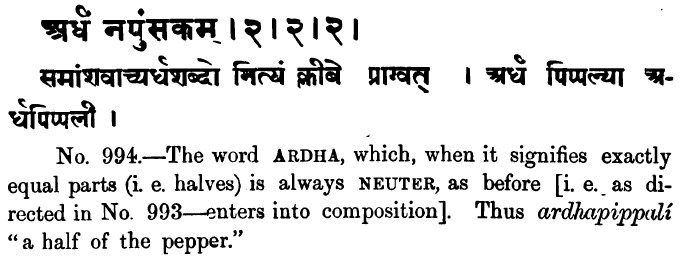 अर्धं नपुंसकम् । २ । २ । २ ।
समांशवाच्यर्धशब्दो नित्यं क्लीबे प्राग्वत् । अर्धं पिप्पल्या अ-
र्धपिप्पली ।
No. 994.—The word ARDHA, which, when it signifies exactly
equal parts (i. e. halves) is always NEUTER, as before [i. e. as di-
rected in No. 993—enters into composition]. Thus ardhapippalí
“a half of the pepper.”